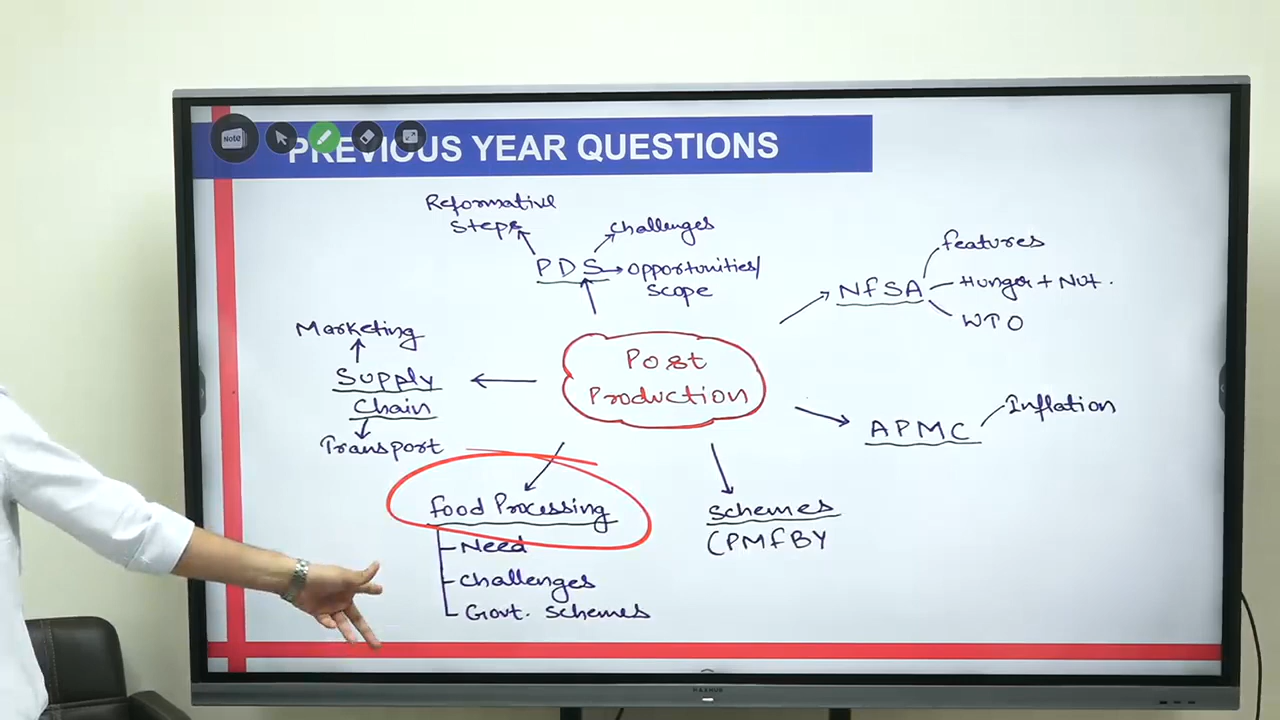 Note
PREVIOUS YEAR QUESTIONS
Reformative
Steps
Challenges
PDS
Opportunities/
Scope
features
NFSA
Hunger + Nut.
WTO
Marketing
Supply
Chain
Transport
Post
Production
Inflation
APMC
food Processing
Need
Challenges
Govt. Schemes
Schemes
(PMFBY